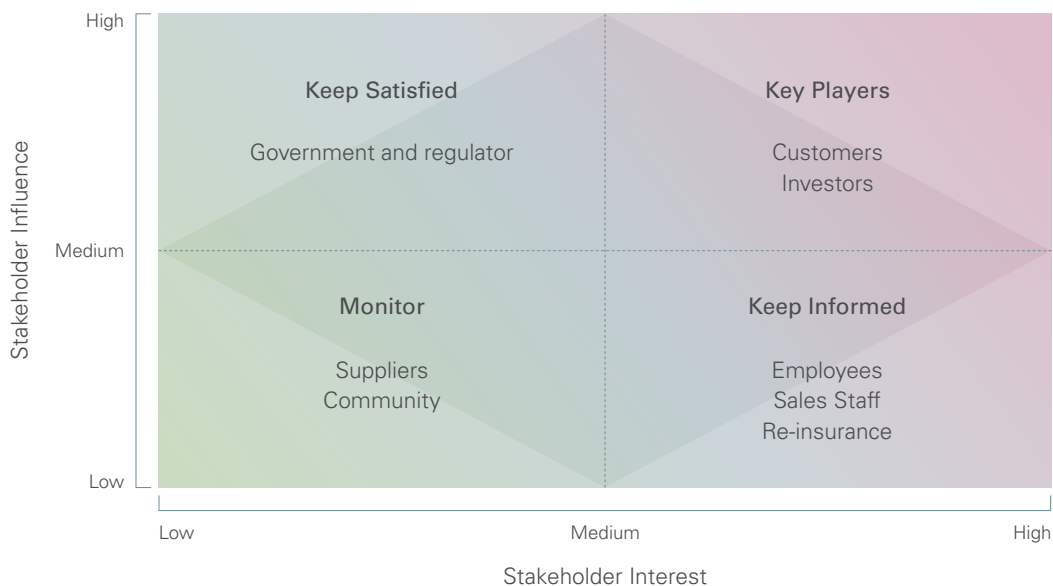 High
Keep Satisfied
Key Players
Government and regulator
Customers
Investors
Stakeholder Influence
Medium
Monitor
Keep Informed
Suppliers
Community
Employees
Sales Staff
Re-insurance
Low
Low
Medium
High
Stakeholder Interest